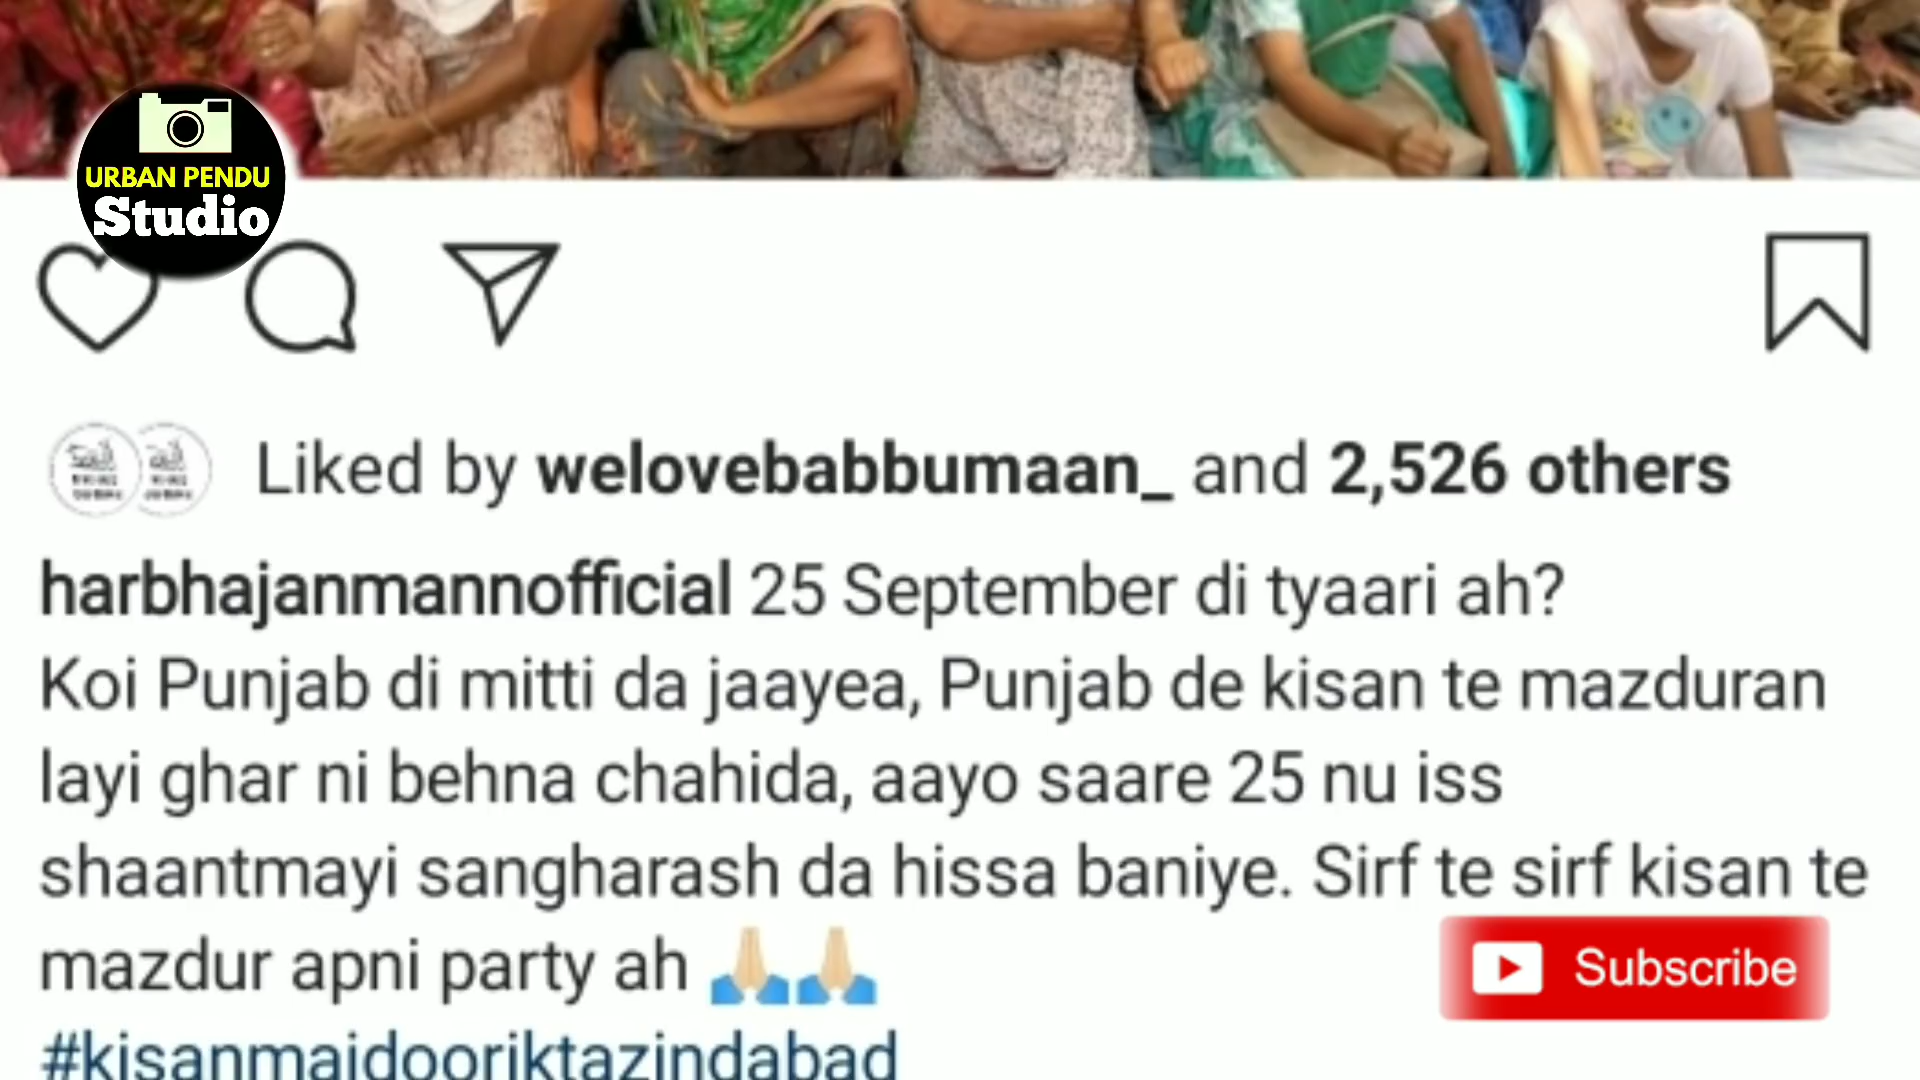 URBAN PENDU
Studio
Liked by welovebabbumaan_ and 2,526 others
harbhajanmannofficial 25 September di tyaari ah?
Koi Punjab di mitti da jaayea, Punjab de kisan te mazduran
layi ghar ni behna chahida, aayo saare 25 nu iss
shaantmayi sangharash da hissa baniye. Sirf te sirf kisan te
mazdur apni party ah 🙏🏼🙏🏼
Subscribe
#kisanmajdooriktazindabad